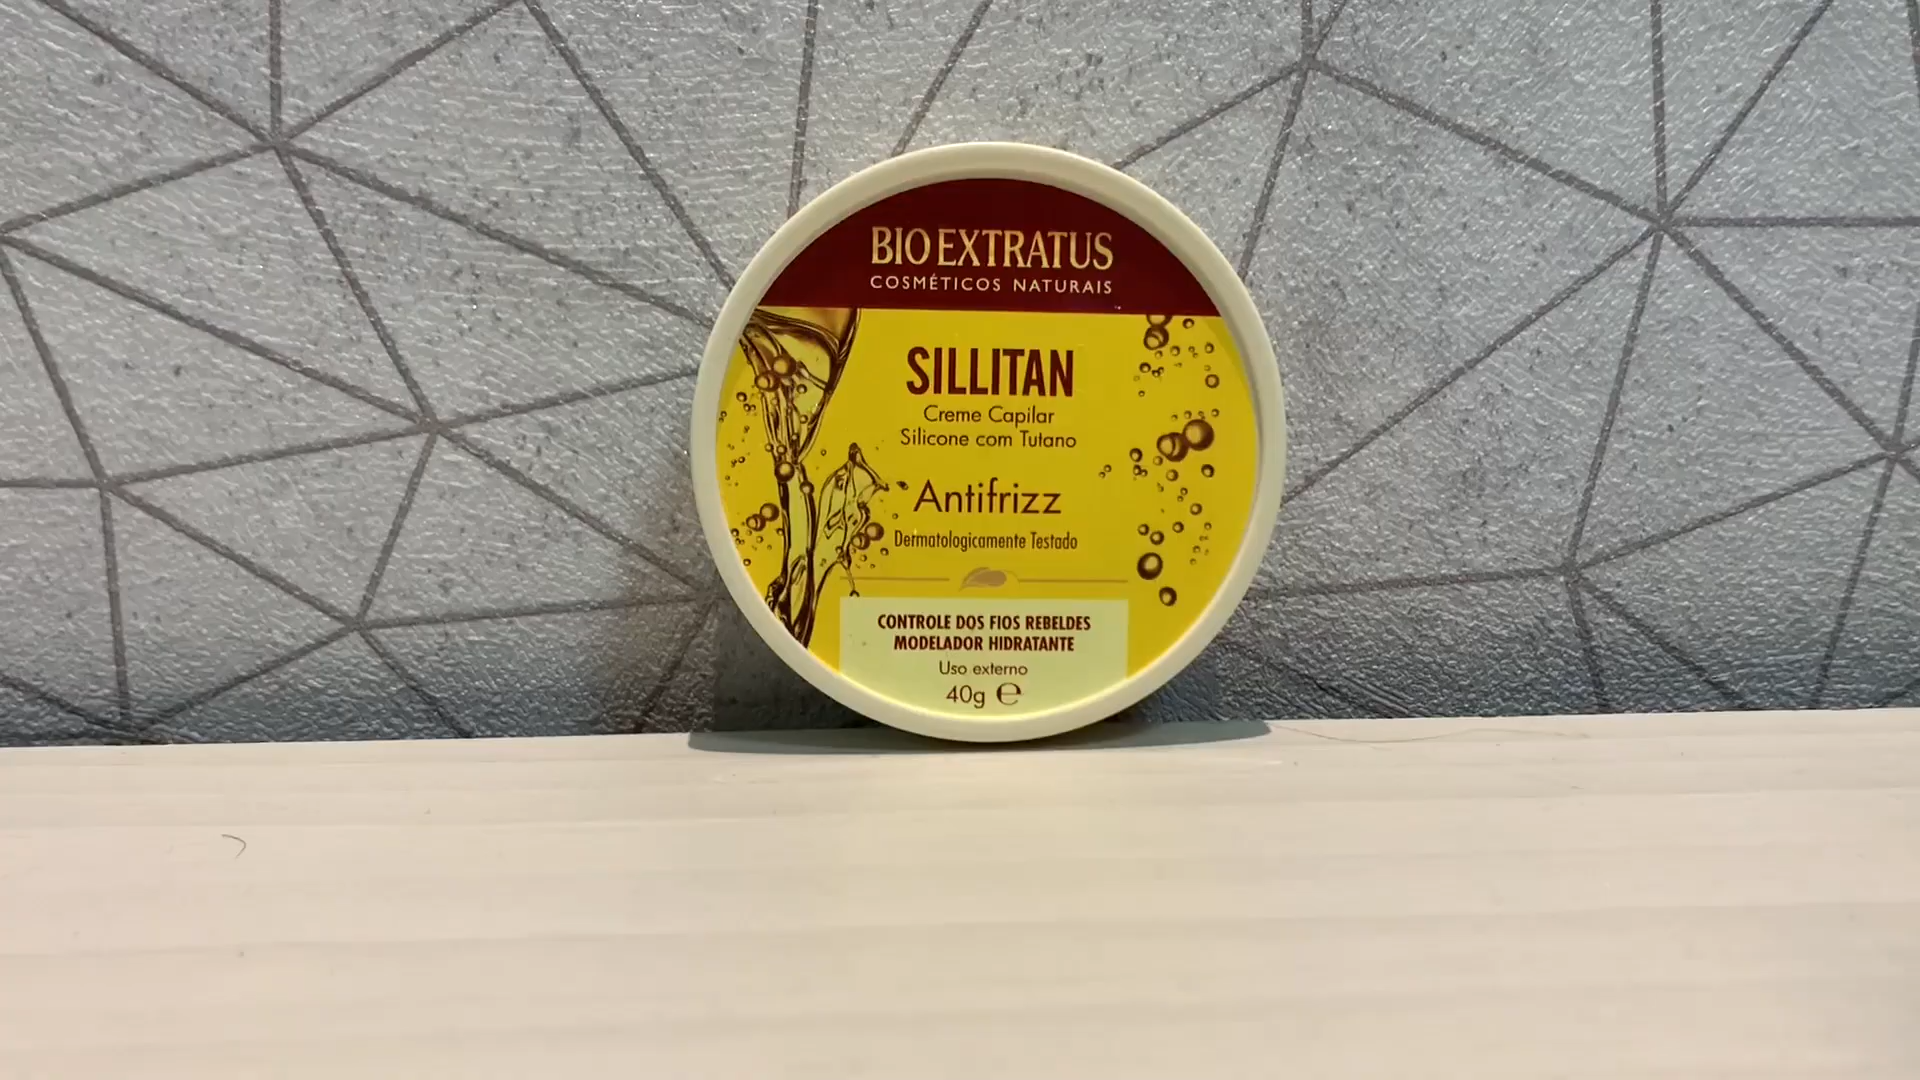 BIO EXTRATUS
COSMÉTICOS NATURAIS
SILLITAN
Creme Capilar
Silicone com Tutano
Antifrizz
Dermatologicamente Testado
CONTROLE DOS FIOS REBELDES
MODELADOR HIDRATANTE
Uso externo
40g ℮